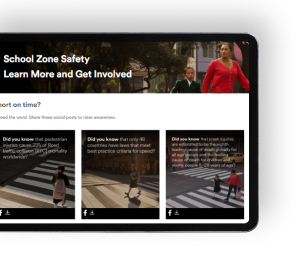 School Zone Safety
Learn More and Get Involved
hort on time?
ead the word. Share these social posts to raise awareness.
Did you know that pedestrian
injuries cause 23% of Road
traffic collision (RTC) mortality
worldwide?
Did you know that only 46
countries have laws that meet
best practice criteria for speed?
Did you know that crash injuries
are estimated to be the eighth
leading cause of death globally for
all age groups and the leading
cause of death for children and
young people 5-29 years of age?